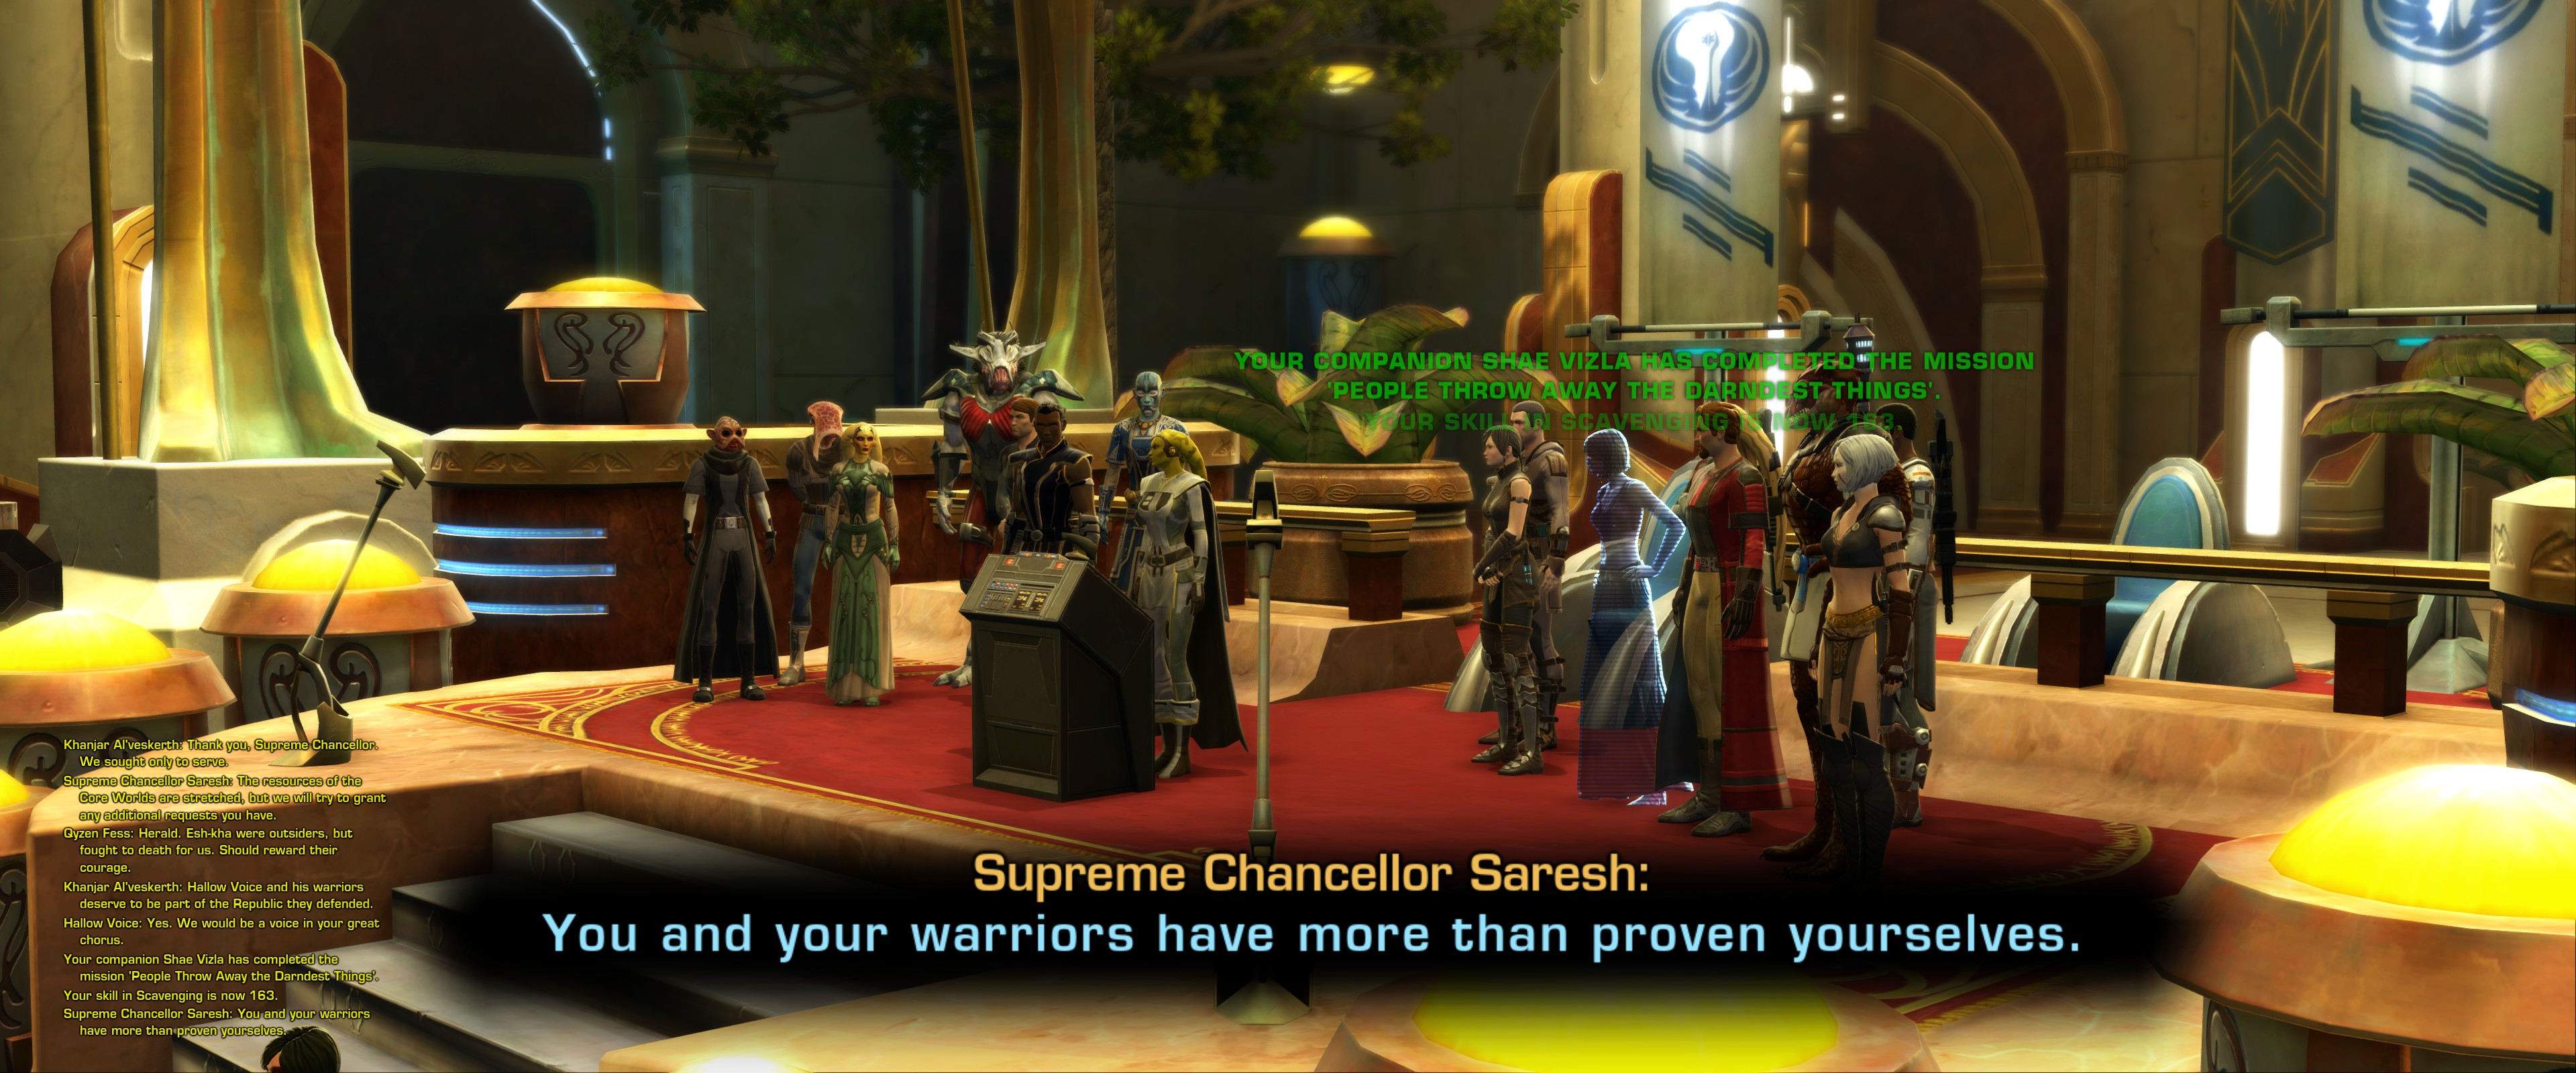 YOUR COMPANION SHAE VIZLA HAS COMPLETED THE MISSION
'PEOPLE THROW AWAY THE DARNDEST THINGS'.
YOUR SKILL IN SCAVENGING IS NOW 163.
Khanjar Al'veskerth: Thank you, Supreme Chancellor.
We sought only to serve.
Supreme Chancellor Saresh: The resources of the
Core Worlds are stretched, but we will try to grant
any additional requests you have.
Qyzen Fess: Herald. Esh-kha were outsiders, but
fought to death for us. Should reward their
courage.
Khanjar Al'veskerth: Hallow Voice and his warriors
deserve to be part of the Republic they defended.
Hallow Voice: Yes. We would be a voice in your great
chorus.
Your companion Shae Vizla has completed the
mission 'People Throw Away the Darndest Things'.
Your skill in Scavenging is now 163.
Supreme Chancellor Saresh: You and your warriors
have more than proven yourselves.
Supreme Chancellor Saresh:
You and your warriors have more than proven yourselves.